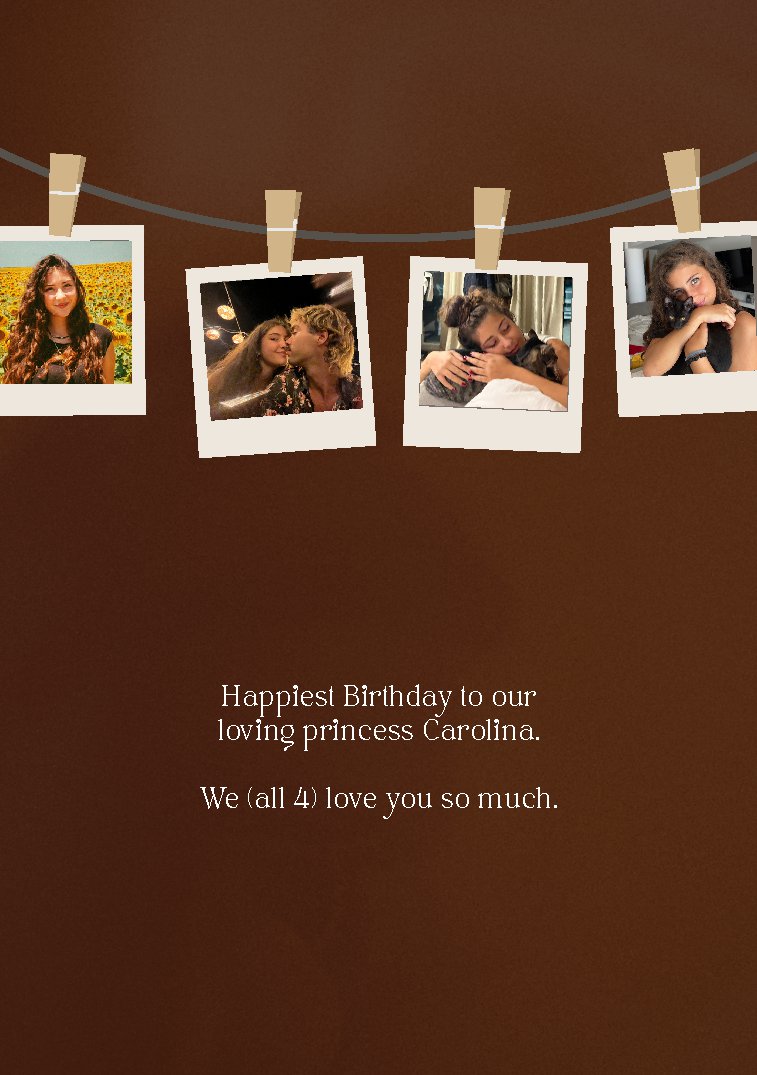 Happiest Birthday to our
loving princess Carolina.
We (all 4) love you so much.